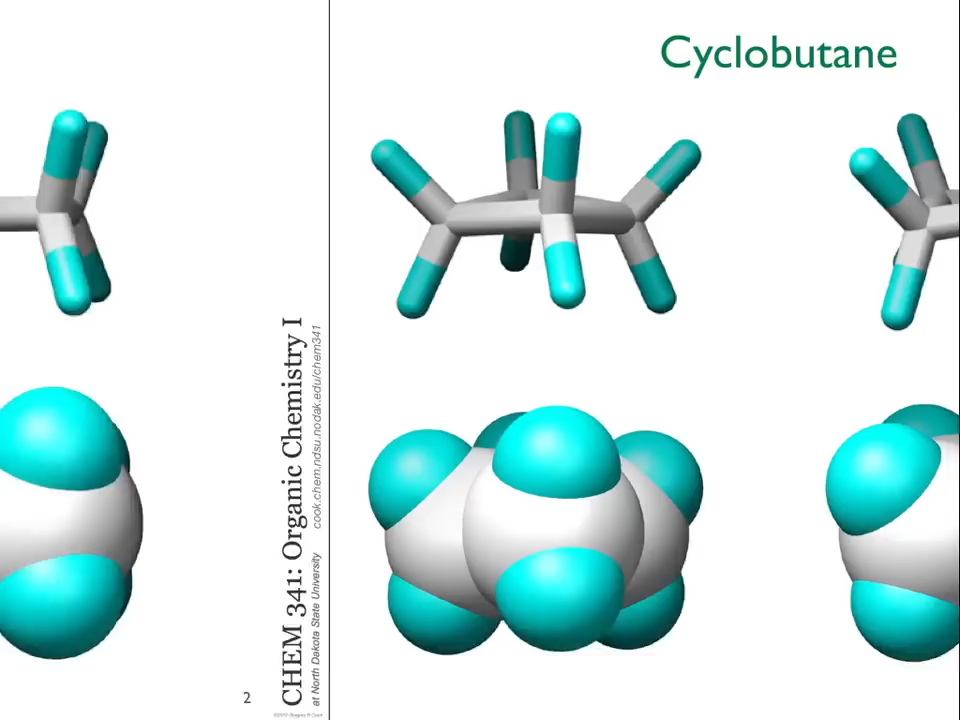 Cyclobutane
CHEM 341: Organic Chemistry I
at North Dakota State University cook.chem.ndsu.nodak.edu/chem341
2